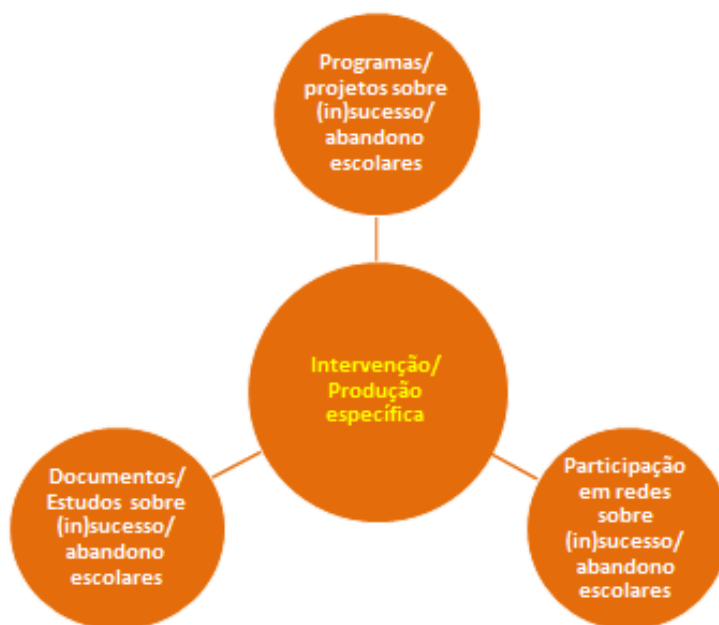 Programas/
projetos sobre
(in)sucesso/
abandono
escolares
Intervenção/
Produção
específica
Documentos/
Estudos sobre
(in)sucesso/
abandono
escolares
Participação
em redes
sobre
(in)sucesso/
abandono
escolares